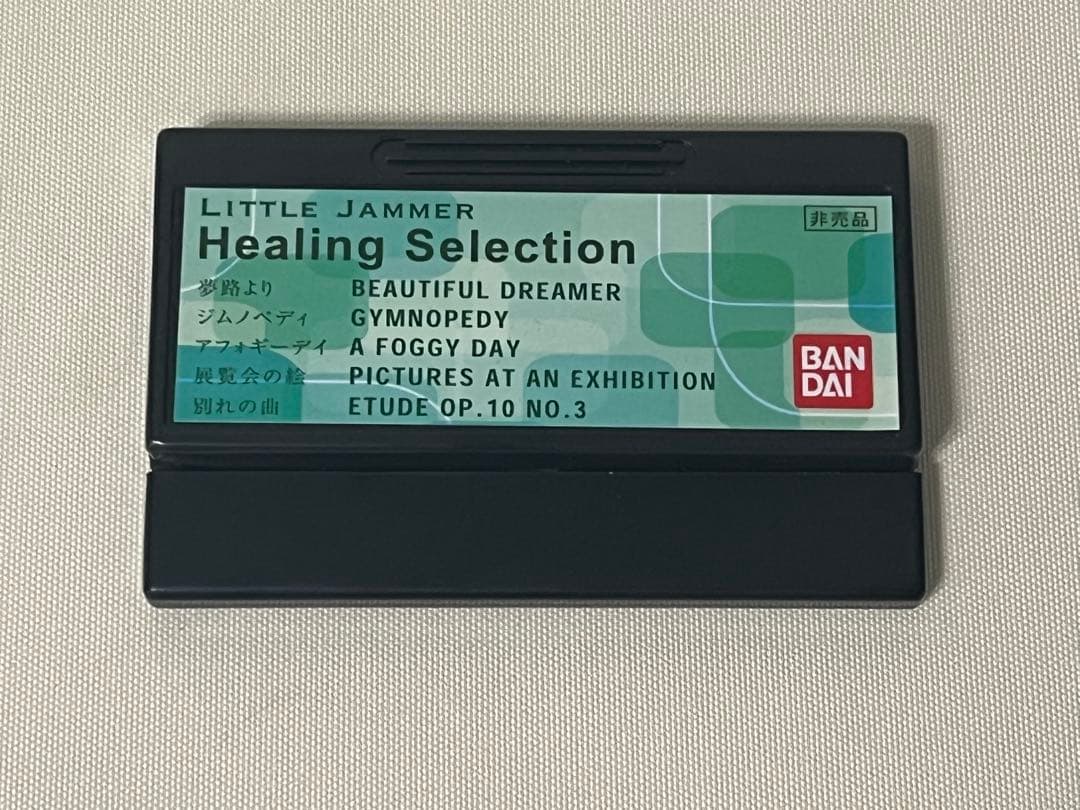 LITTLE JAMMER
非売品
Healing Selection
夢路より BEAUTIFUL DREAMER
ジムノペディ GYMNOPEDY
アフォギーデイ A FOGGY DAY
展覧会の絵 PICTURES AT AN EXHIBITION
別れの曲 ETUDE OP.10 NO.3
BAN
DAI